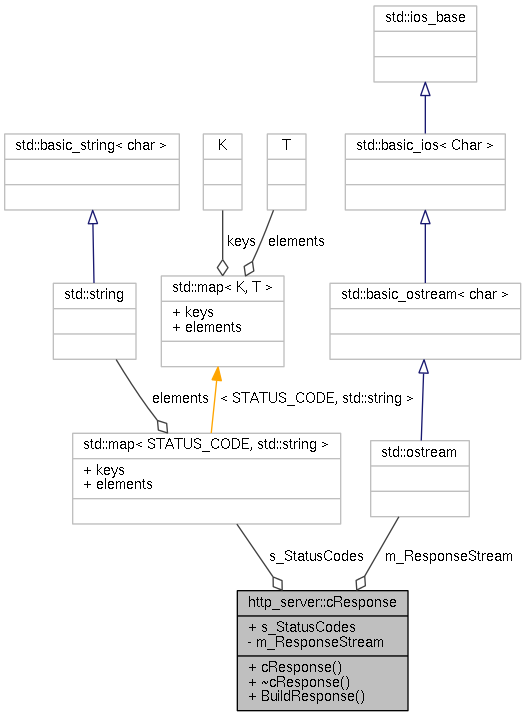 std::ios_base
std::basic_string< char >
K
T
std::basic_ios< Char >
keys
elements
std::string
std::map< K, T >
+ keys
+ elements
std::basic_ostream< char >
elements
< STATUS_CODE, std::string >
std::map< STATUS_CODE, std::string >
+ keys
+ elements
std::ostream
s_StatusCodes
m_ResponseStream
http_server::cResponse
+ s_StatusCodes
- m_ResponseStream
+ cResponse()
+ ~cResponse()
+ BuildResponse()